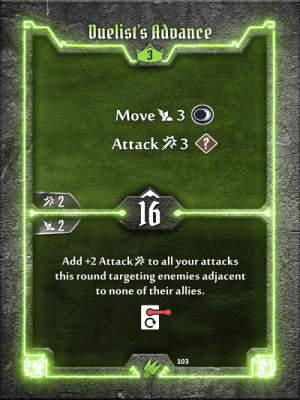 Duelist's Advance
3
Move 3
Attack 3 ?
2
16
2
Add +2 Attack to all your attacks
this round targeting enemies adjacent
to none of their allies.
103